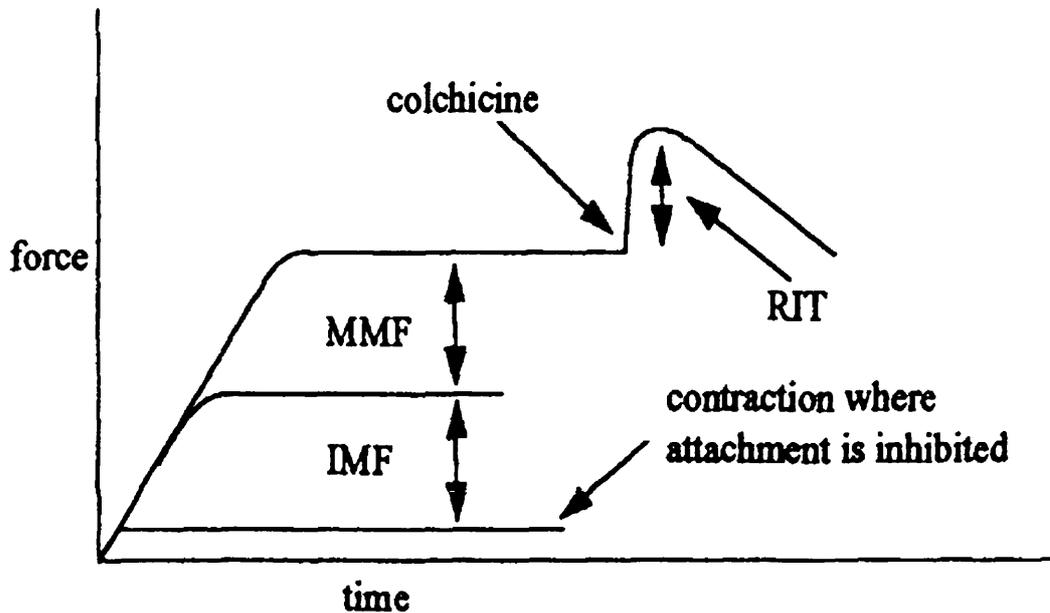 colchicine
force
RIT
MMF
contraction where
attachment is inhibited
IMF
time